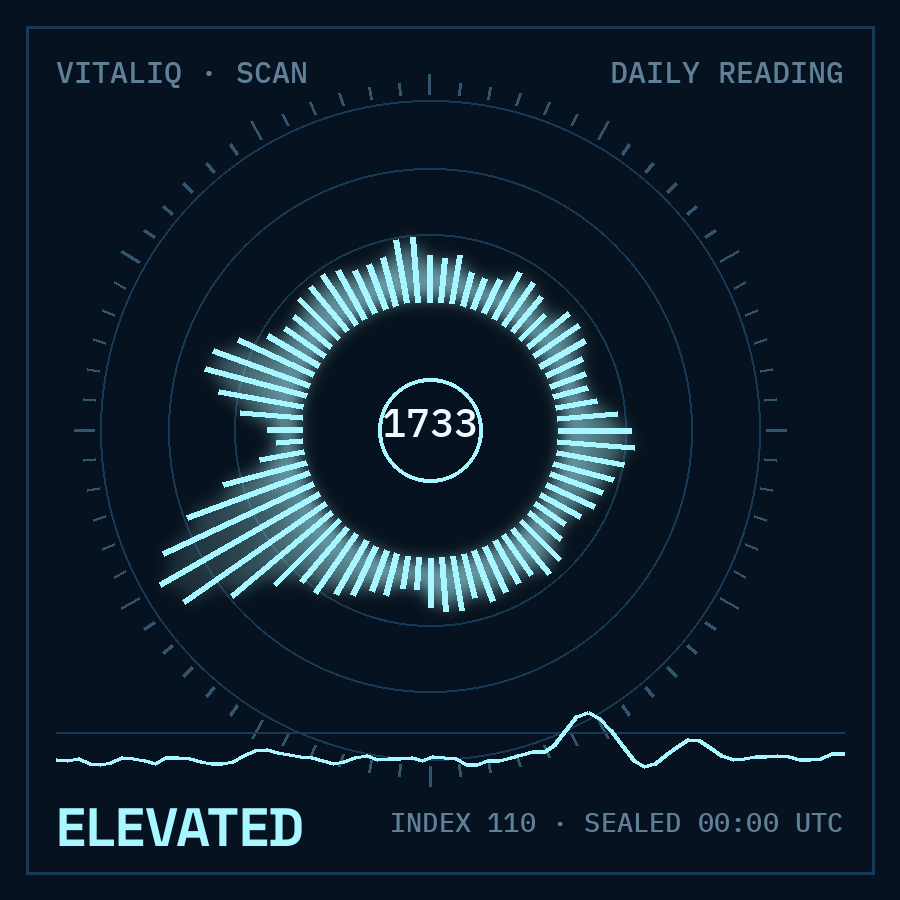 VITALIQ · SCAN
DAILY READING
1733
ELEVATED
INDEX 110 · SEALED 00:00 UTC